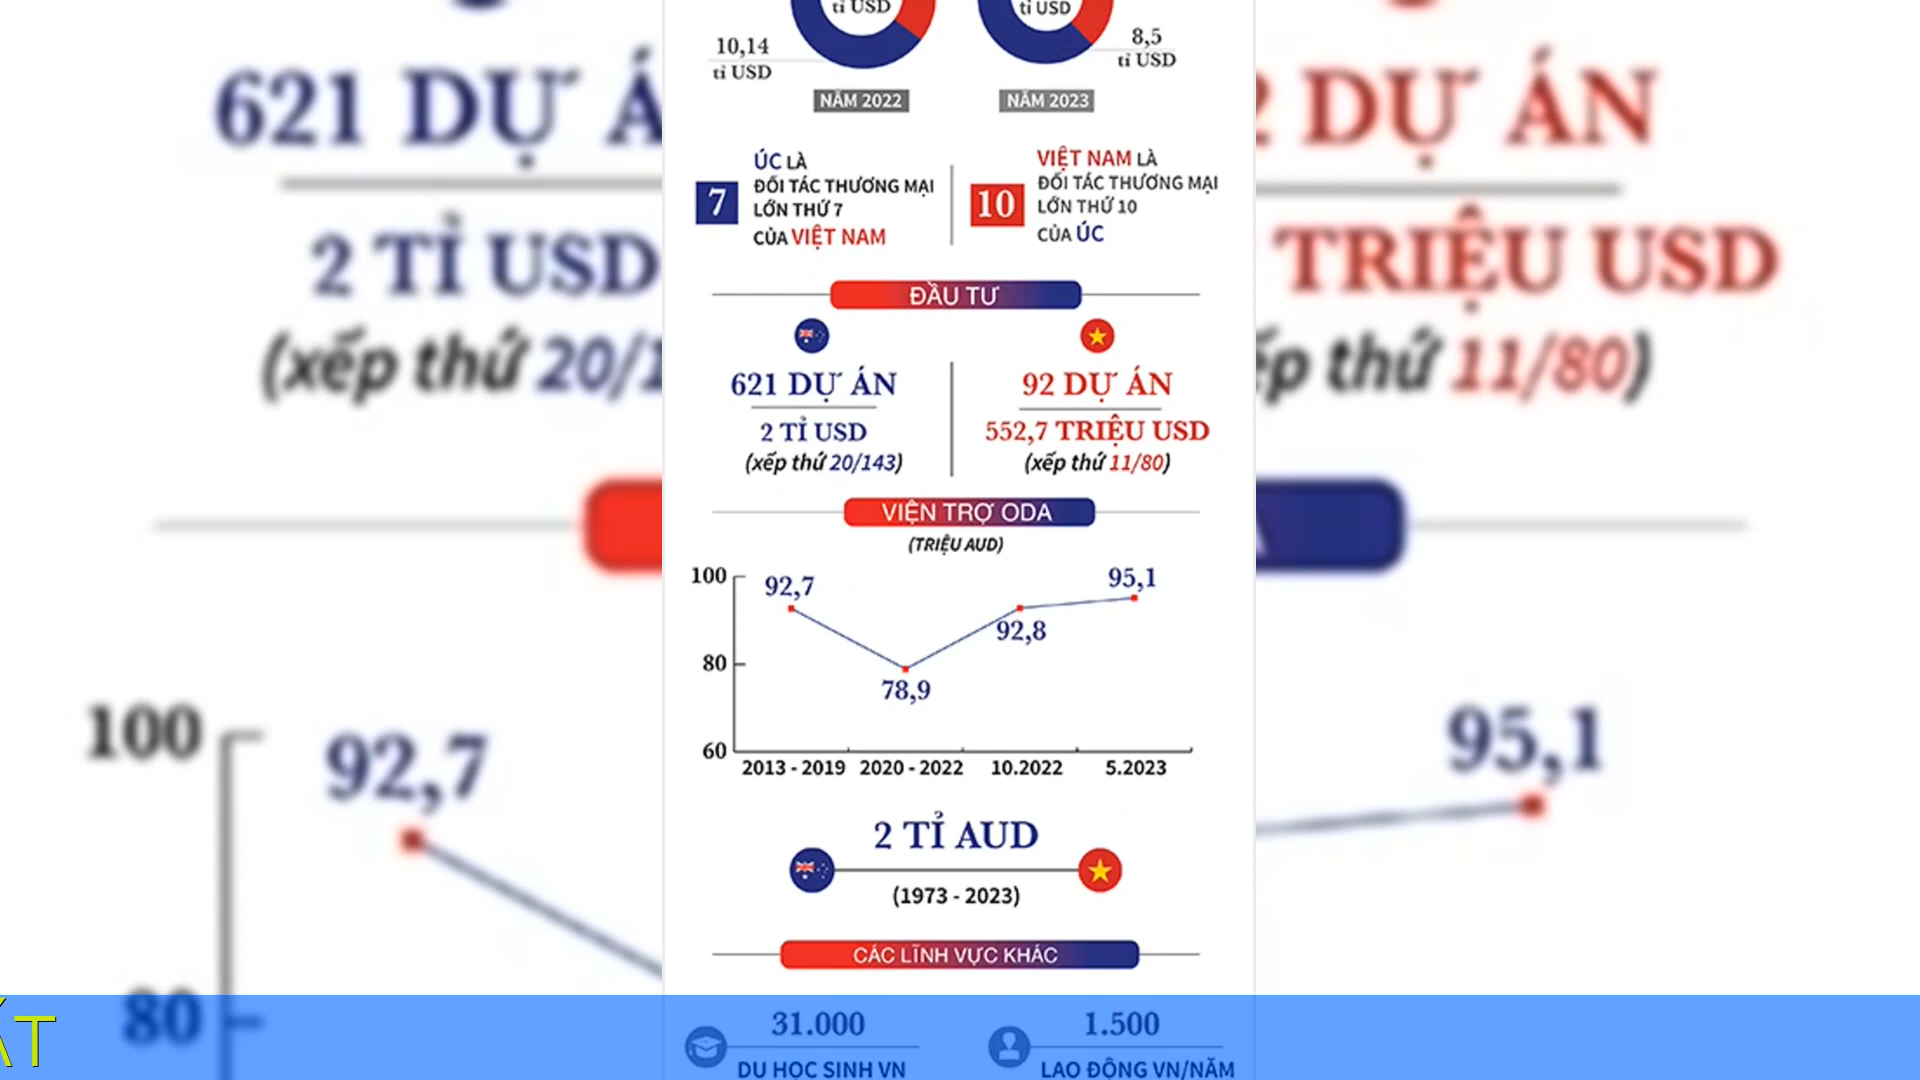 tỉ USD
tỉ USD
10,14
tỉ USD
8,5
tỉ USD
NĂM 2022
NĂM 2023
7
ÚC LÀ
ĐỐI TÁC THƯƠNG MẠI
LỚN THỨ 7
CỦA VIỆT NAM
10
VIỆT NAM LÀ
ĐỐI TÁC THƯƠNG MẠI
LỚN THỨ 10
CỦA ÚC
ĐẦU TƯ
621 DỰ ÁN
2 TỈ USD
(xếp thứ 20/143)
92 DỰ ÁN
552,7 TRIỆU USD
(xếp thứ 11/80)
VIỆN TRỢ ODA
(TRIỆU AUD)
100
80
60
92,7
78,9
92,8
95,1
2013 - 2019
2020 - 2022
10.2022
5.2023
2 TỈ AUD
(1973 - 2023)
CÁC LĨNH VỰC KHÁC
31.000
DU HỌC SINH VN
1.500
LAO ĐỘNG VN/NĂM
621 DỰ Á
2 TỈ USD
(xếp thứ 20/1
DỰ ÁN
TRIỆU USD
ếp thứ 11/80)
100
92,7
80
95,1